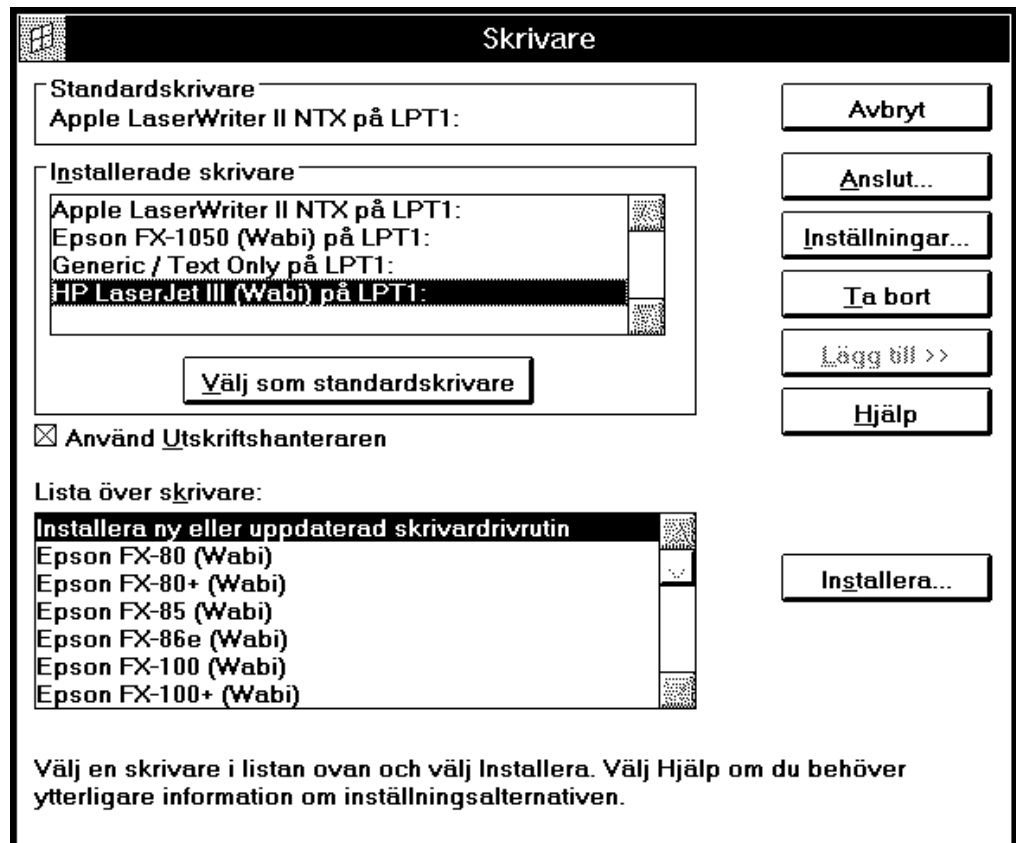 Skrivare
Standardskrivare
Apple LaserWriter II NTX på LPT1:
Installerade skrivare
Apple LaserWriter II NTX på LPT1:
Epson FX-1050 (Wabi) på LPT1:
Generic / Text Only på LPT1:
HP LaserJet III (Wabi) på LPT1:
Välj som standardskrivare
Använd Utskriftshanteraren
Lista över skrivare:
Installera ny eller uppdaterad skrivardrivrutin
Epson FX-80 (Wabi)
Epson FX-80+ (Wabi)
Epson FX-85 (Wabi)
Epson FX-86e (Wabi)
Epson FX-100 (Wabi)
Epson FX-100+ (Wabi)
Avbryt
Anslut...
Inställningar...
Ta bort
Lägg till >>
Hjälp
Installera...
Välj en skrivare i listan ovan och välj Installera. Välj Hjälp om du behöver
ytterligare information om inställningsalternativen.